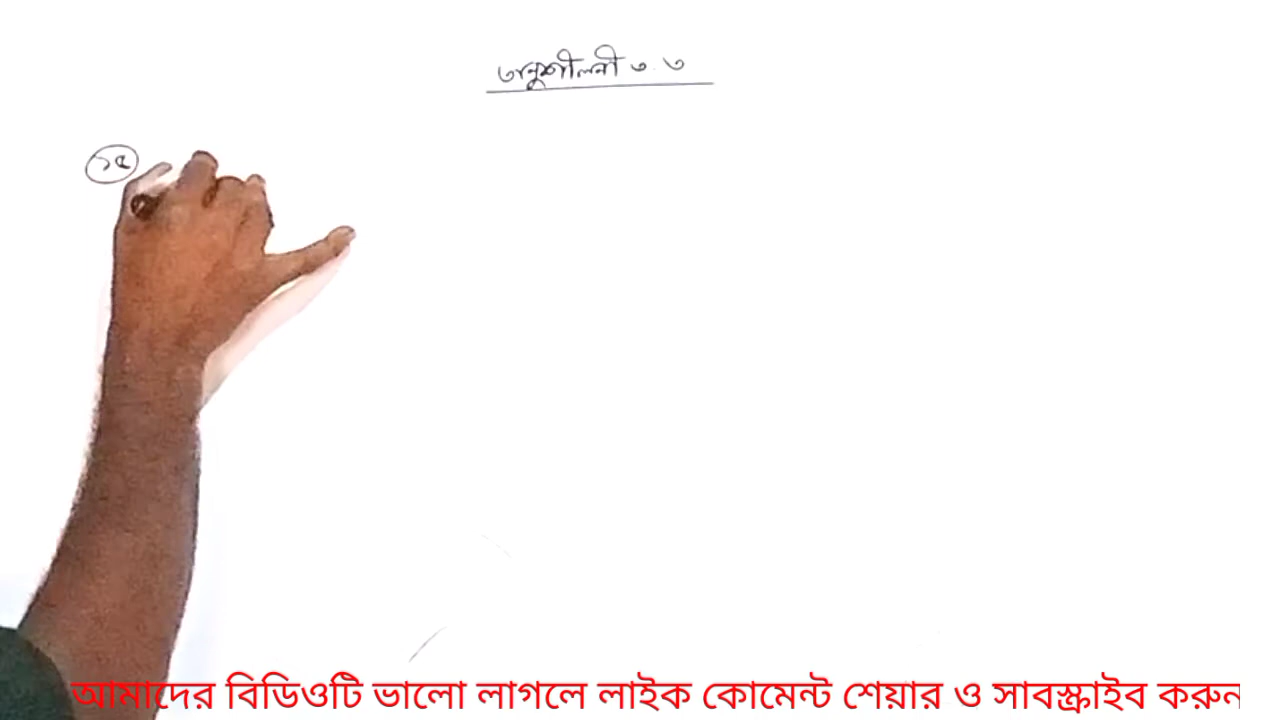 অনুশীলনী ৩.৩
১৫
আমাদের বিডিওটি ভালো লাগলে লাইক কোমেন্ট শেয়ার ও সাবস্ক্রাইব করুন